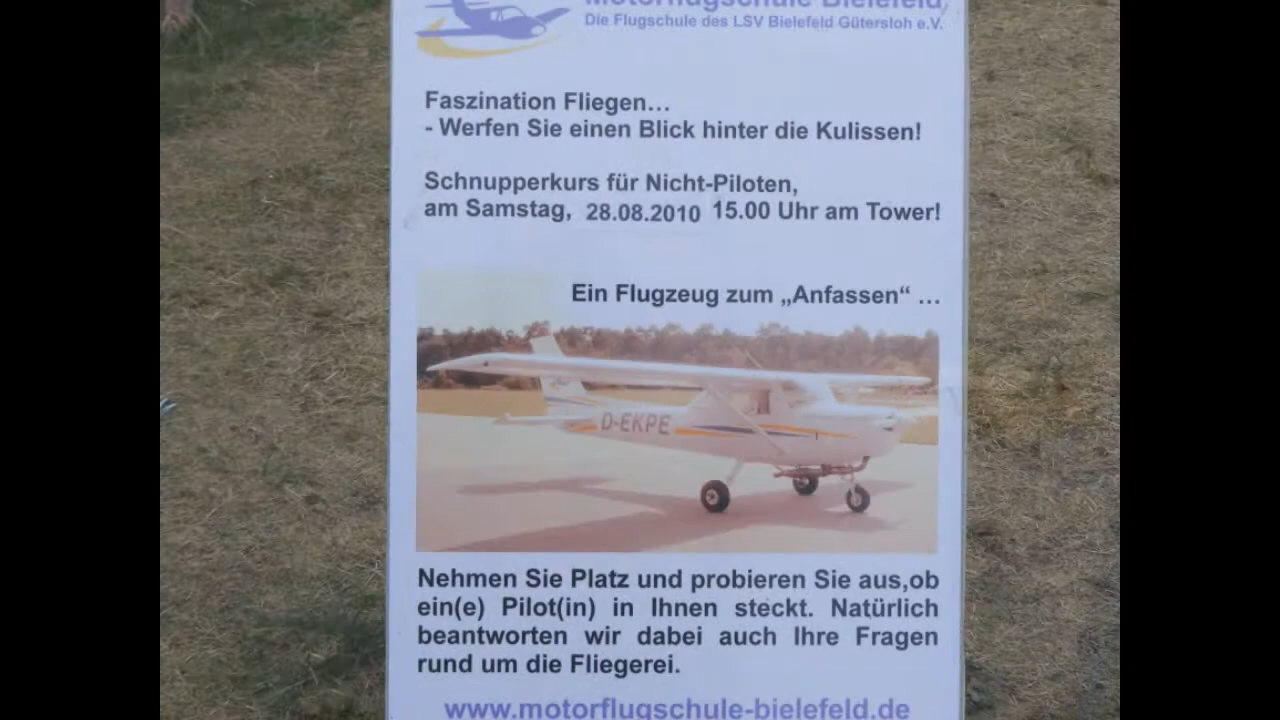 Motorflugschule Bielefeld
Die Flugschule des LSV Bielefeld Gütersloh e.V.
Faszination Fliegen…
- Werfen Sie einen Blick hinter die Kulissen!
Schnupperkurs für Nicht-Piloten,
am Samstag, 28.08.2010 15.00 Uhr am Tower!
Ein Flugzeug zum „Anfassen“ …
D-EKPE
Nehmen Sie Platz und probieren Sie aus,ob
ein(e) Pilot(in) in Ihnen steckt. Natürlich
beantworten wir dabei auch Ihre Fragen
rund um die Fliegerei.
www.motorflugschule-bielefeld.de